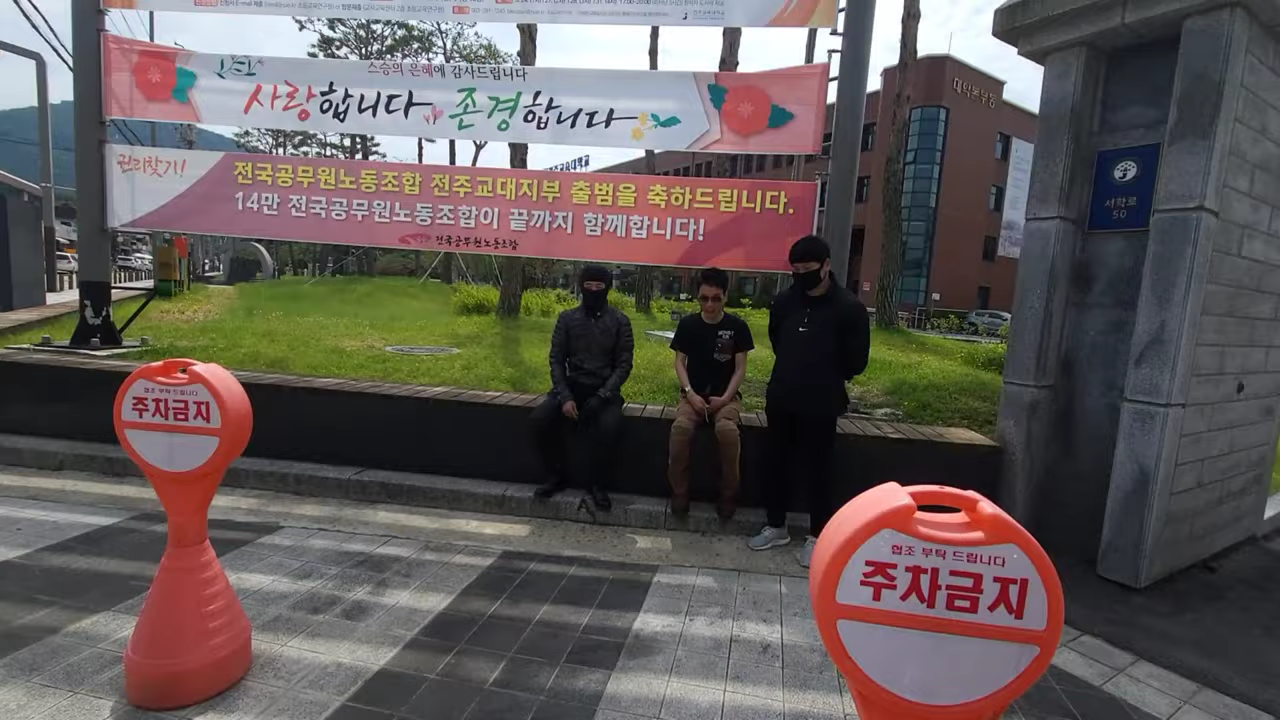 스승의 은혜에 감사드립니다
사랑합니다 존경합니다
권리찾기!
전국공무원노동조합 전주교대지부 출범을 축하드립니다.
14만 전국공무원노동조합이 끝까지 함께합니다!
전국공무원노동조합
대학본부동
서학로
50
협조 부탁 드립니다
주차금지
협조 부탁 드립니다
주차금지